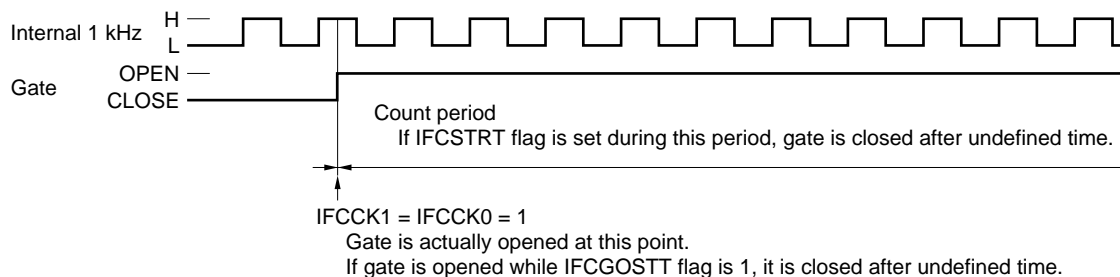 Internal 1 kHz
H
L
Gate
OPEN
CLOSE
Count period
If IFCSTRT flag is set during this period, gate is closed after undefined time.
IFCCK1 = IFCCK0 = 1
Gate is actually opened at this point.
If gate is opened while IFCGOSTT flag is 1, it is closed after undefined time.